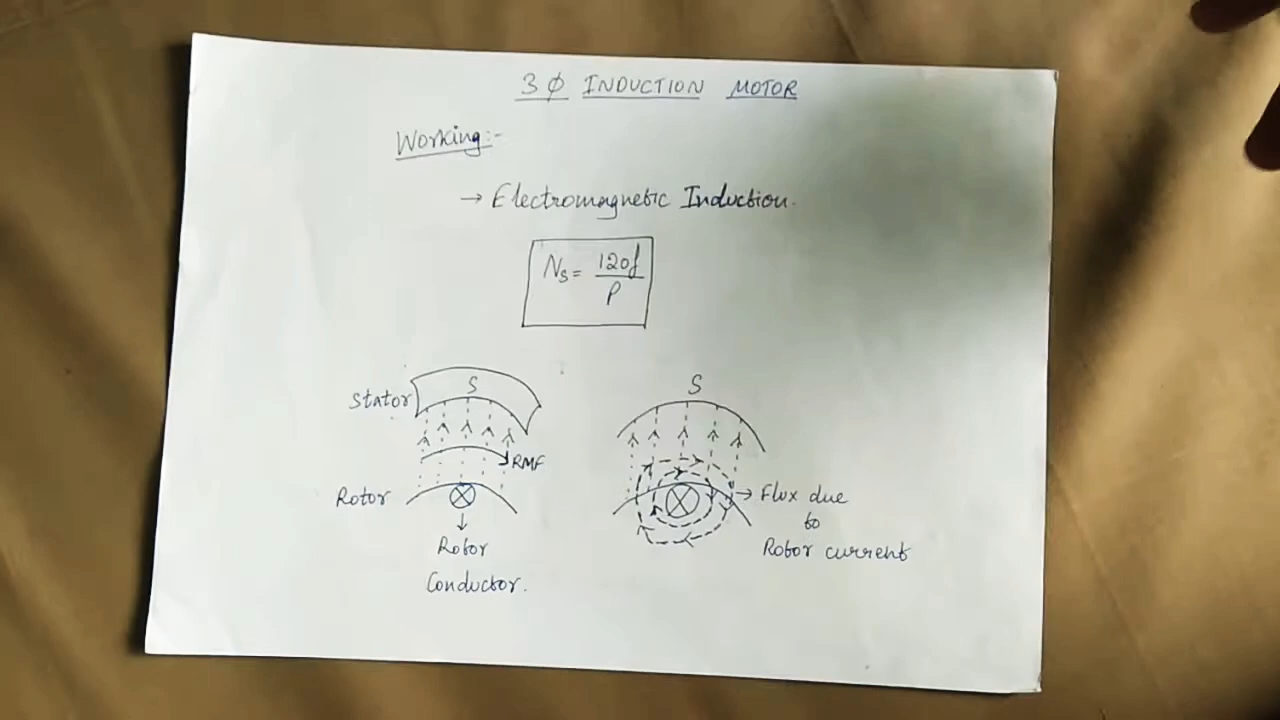 3 φ INDUCTION MOTOR
Working:-
→ Electromagnetic Induction.
Ns = 120f / P
Stator
S
RMF
Rotor
Rotor
Conductor.
S
Flux due
to
Rotor current